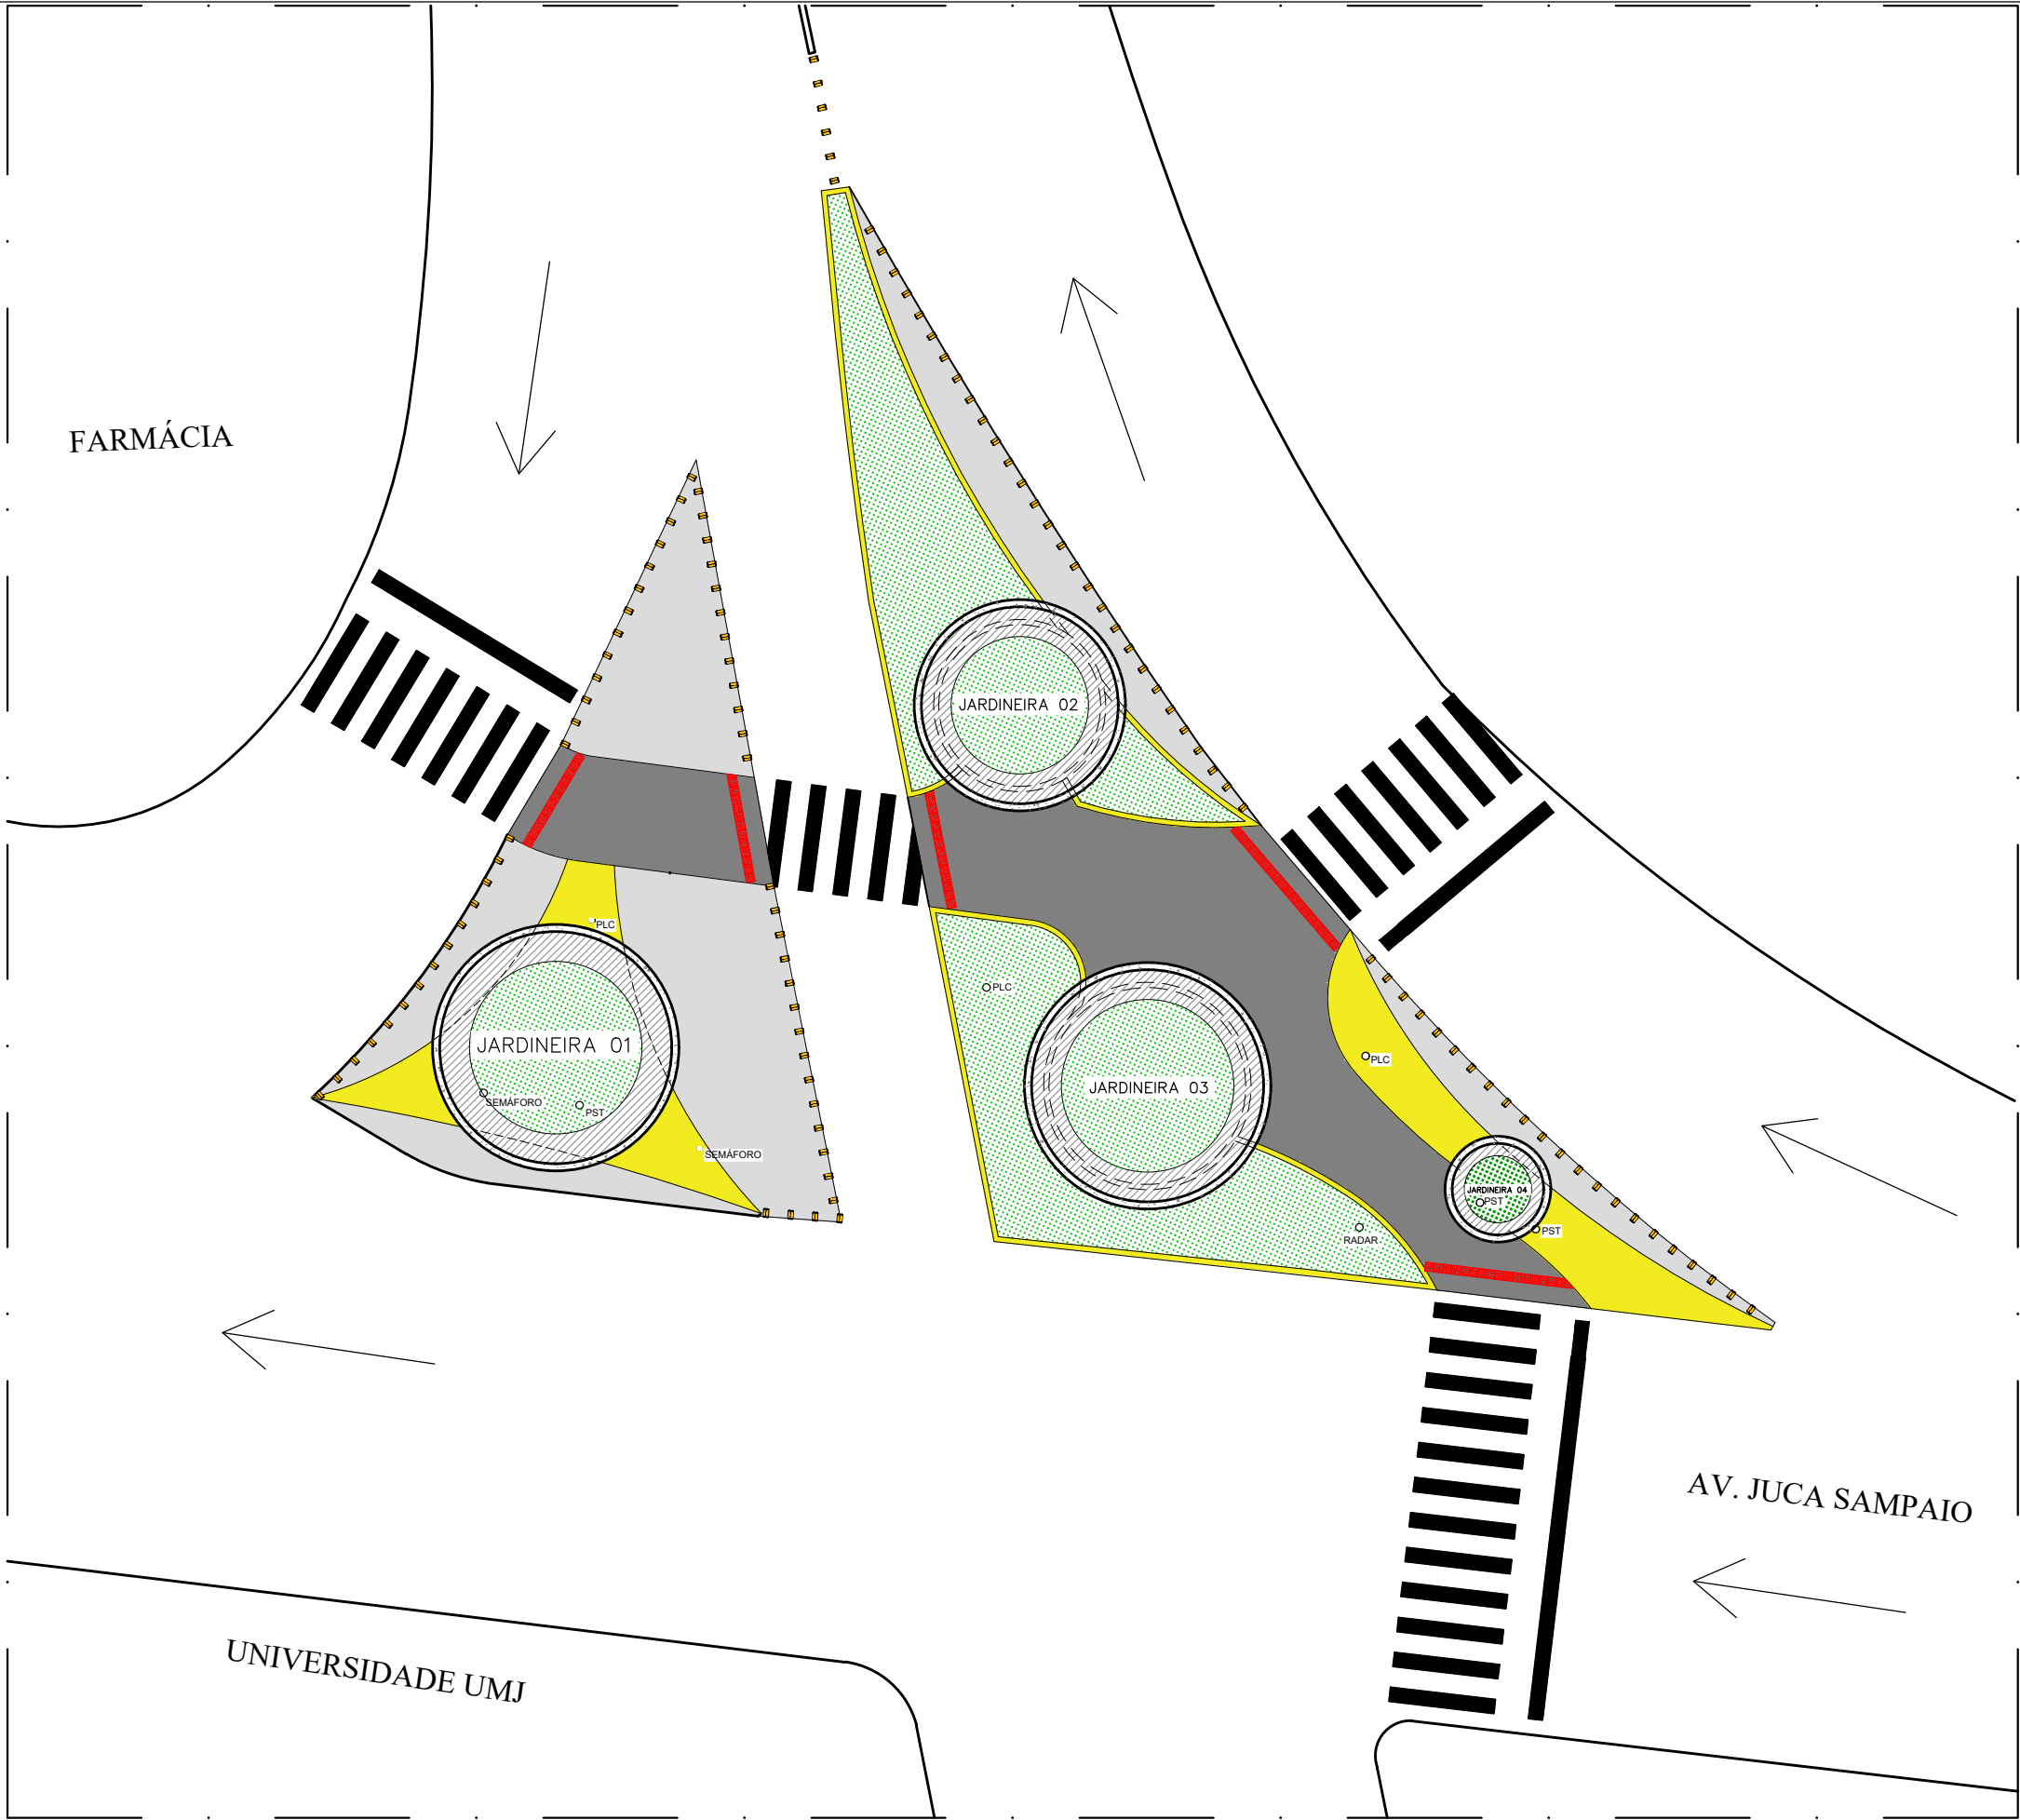 FARMÁCIA
JARDINEIRA 02
PLC
PLC
JARDINEIRA 01
PLC
JARDINEIRA 03
SEMÁFORO
PST
SEMÁFORO
JARDINEIRA 04
PST
PST
RADAR
AV. JUCA SAMPAIO
UNIVERSIDADE UMJ